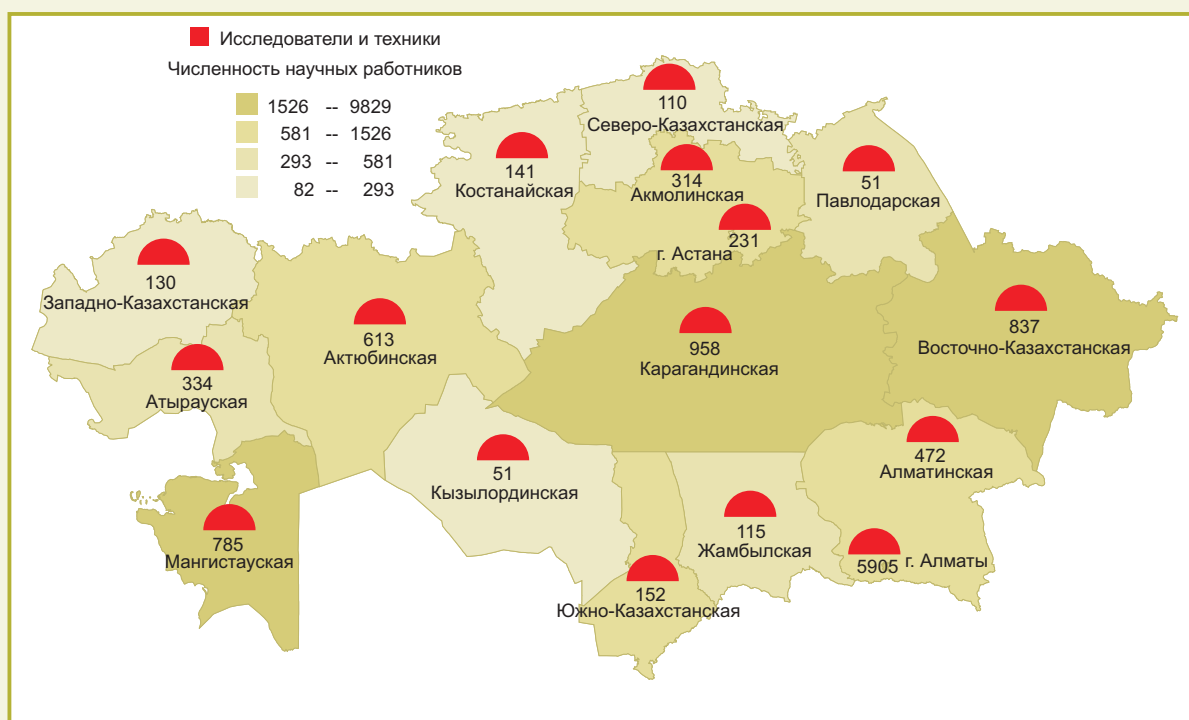 Исследователи и техники
Численность научных работников
1526 -- 9829
581 -- 1526
293 -- 581
82 -- 293
110
Северо-Казахстанская
141
Костанайская
314
Акмолинская
51
Павлодарская
231
г. Астана
130
Западно-Казахстанская
613
Актюбинская
958
Карагандинская
837
Восточно-Казахстанская
334
Атырауская
51
Кызылординская
472
Алматинская
785
Мангистауская
115
Жамбылская
5905 г. Алматы
152
Южно-Казахстанская